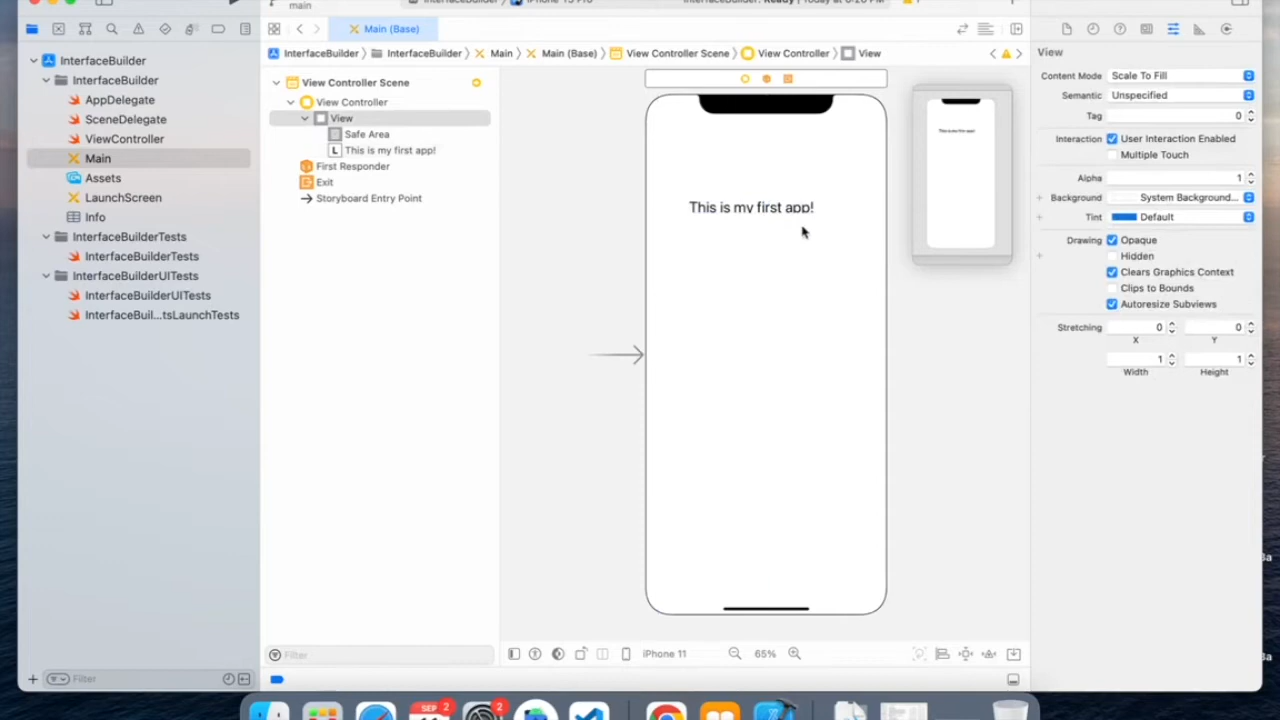 main
Main (Base)
InterfaceBuilder
InterfaceBuilder
Main
Main (Base)
View Controller Scene
View Controller
View
InterfaceBuilder
InterfaceBuilder
AppDelegate
SceneDelegate
ViewController
Main
Assets
LaunchScreen
Info
InterfaceBuilderTests
InterfaceBuilderTests
InterfaceBuilderUITests
InterfaceBuilderUITests
InterfaceBuil...tsLaunchTests
Filter
View Controller Scene
View Controller
View
Safe Area
L This is my first app!
First Responder
Exit
Storyboard Entry Point
Filter
This is my first app!
This is my first app!
iPhone 11
65%
View
Content Mode Scale To Fill
Semantic Unspecified
Tag 0
Interaction User Interaction Enabled
Multiple Touch
Alpha 1
Background System Background...
Tint Default
Drawing Opaque
Hidden
Clears Graphics Context
Clips to Bounds
Autoresize Subviews
Stretching 0 0
X Y
1 1
Width Height
SEP 2
2